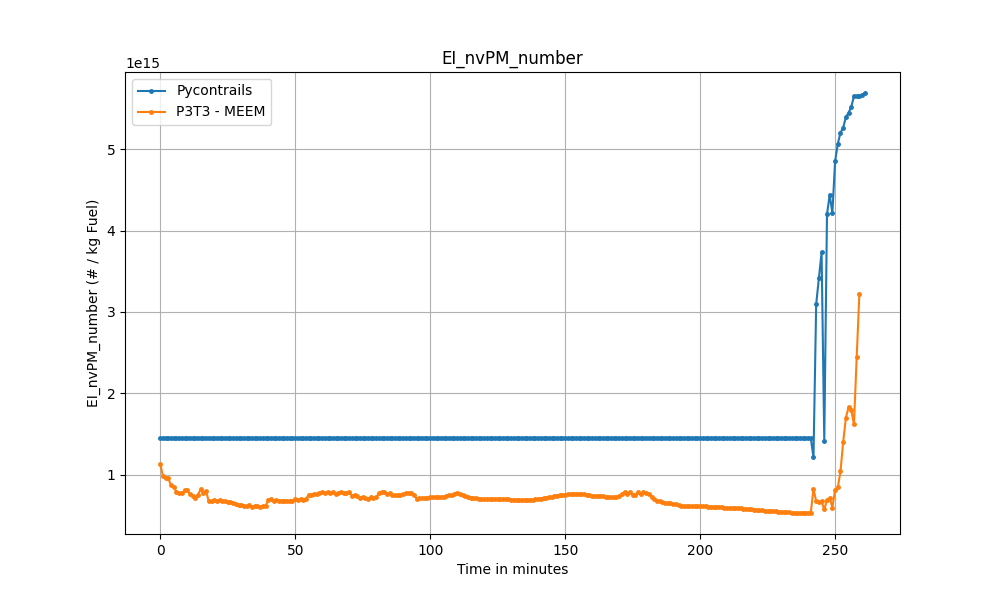 EI_nvPM_number
1e15
Pycontrails
P3T3 - MEEM
EI_nvPM_number (# / kg Fuel)
5
4
3
2
1
0 50 100 150 200 250
Time in minutes